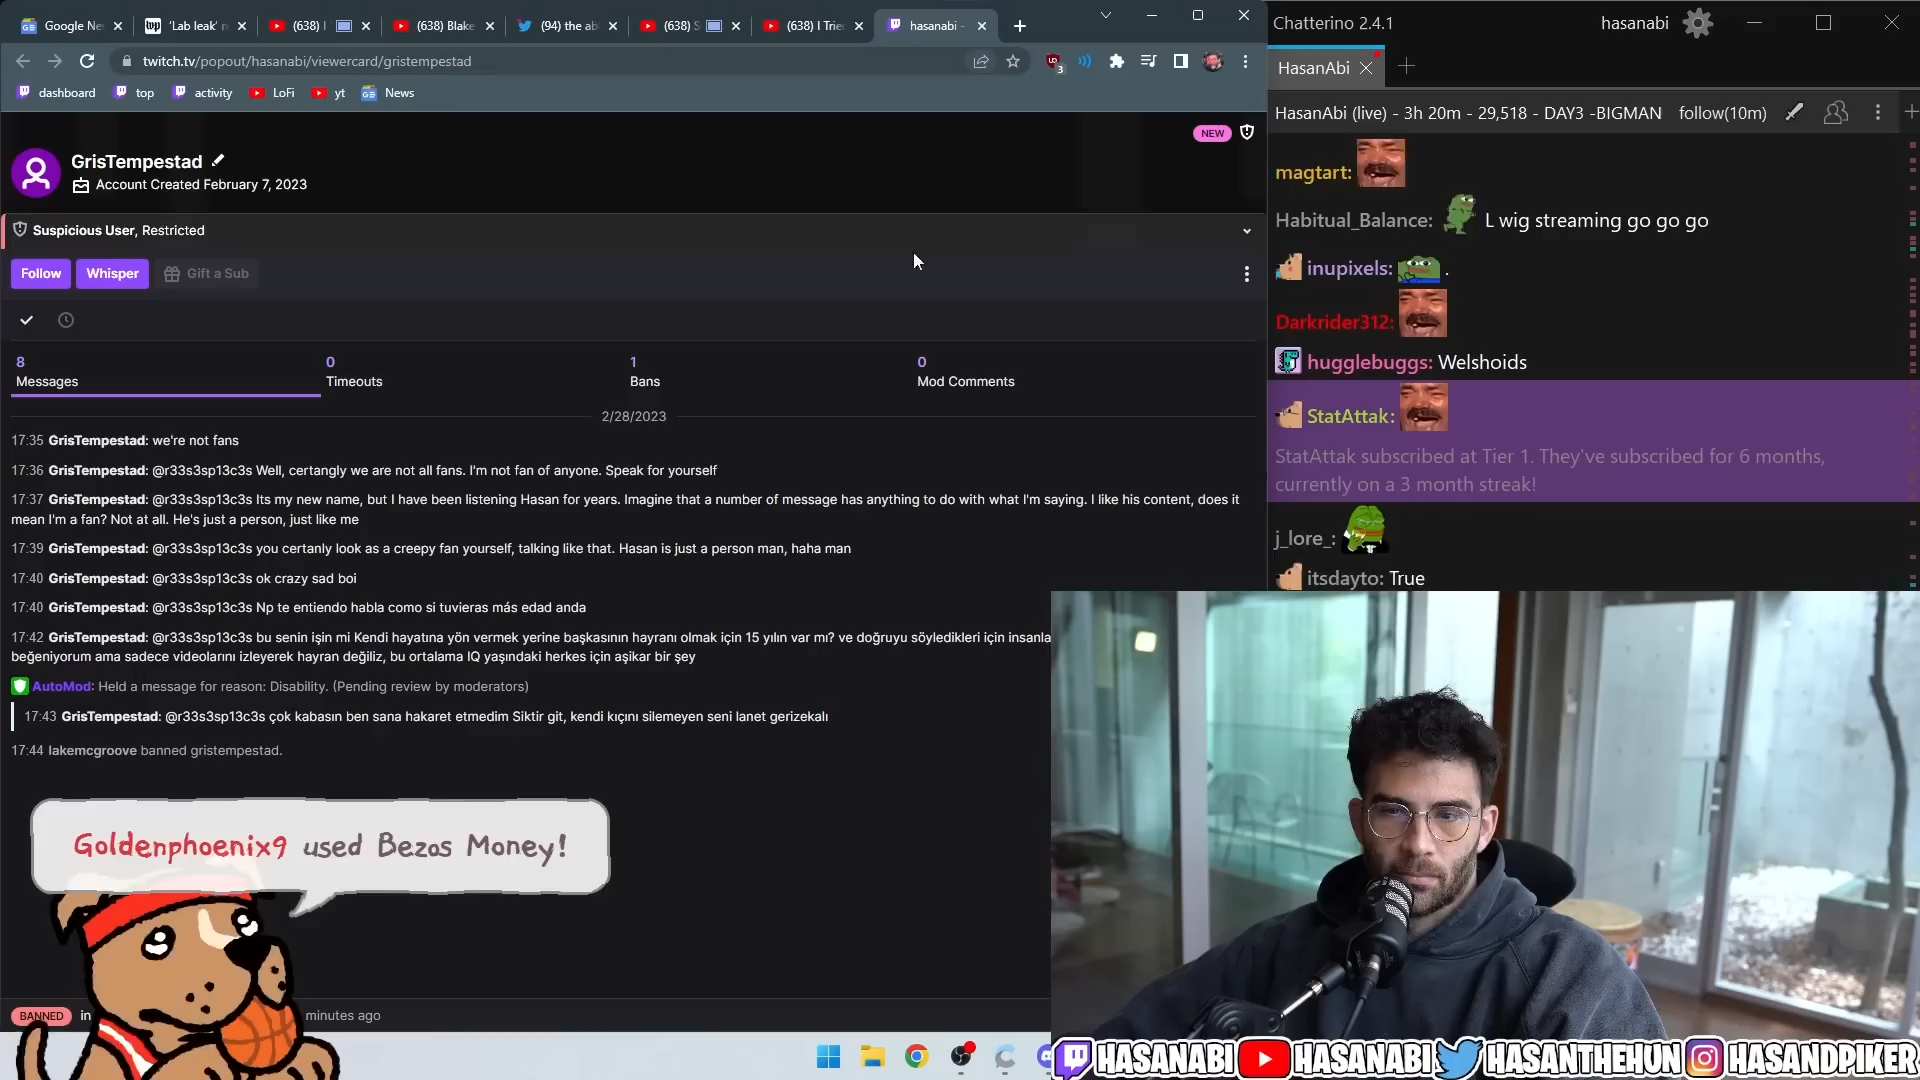 Google Ne
'Lab leak' r
(638) I
(638) Blake
(94) the ab
(638) S
(638) I Trie
hasanabi -
twitch.tv/popout/hasanabi/viewercard/gristempestad
3
dashboard
top
activity
LoFi
yt
News
NEW
GrisTempestad
Account Created February 7, 2023
Suspicious User, Restricted
Follow
Whisper
Gift a Sub
8
Messages
0
Timeouts
1
Bans
0
Mod Comments
2/28/2023
17:35 GrisTempestad: we're not fans
17:36 GrisTempestad: @r33s3sp13c3s Well, certangly we are not all fans. I'm not fan of anyone. Speak for yourself
17:37 GrisTempestad: @r33s3sp13c3s Its my new name, but I have been listening Hasan for years. Imagine that a number of message has anything to do with what I'm saying. I like his content, does it
mean I'm a fan? Not at all. He's just a person, just like me
17:39 GrisTempestad: @r33s3sp13c3s you certanly look as a creepy fan yourself, talking like that. Hasan is just a person man, haha man
17:40 GrisTempestad: @r33s3sp13c3s ok crazy sad boi
17:40 GrisTempestad: @r33s3sp13c3s Np te entiendo habla como si tuvieras más edad anda
17:42 GrisTempestad: @r33s3sp13c3s bu senin işin mi Kendi hayatına yön vermek yerine başkasının hayranı olmak için 15 yılın var mı? ve doğruyu söyledikleri için insanla
beğeniyorum ama sadece videolarını izleyerek hayran değiliz, bu ortalama IQ yaşındaki herkes için aşikar bir şey
AutoMod: Held a message for reason: Disability. (Pending review by moderators)
17:43 GrisTempestad: @r33s3sp13c3s çok kabasın ben sana hakaret etmedim Siktir git, kendi kıçını silemeyen seni lanet gerizekalı
17:44 lakemcgroove banned gristempestad.
Goldenphoenix9 used Bezos Money!
BANNED in
minutes ago
Chatterino 2.4.1
hasanabi
HasanAbi
HasanAbi (live) - 3h 20m - 29,518 - DAY3 -BIGMAN
follow(10m)
magtart:
Habitual_Balance: L wig streaming go go go
inupixels: .
Darkrider312:
hugglebuggs: Welshoids
StatAttak:
StatAttak subscribed at Tier 1. They've subscribed for 6 months,
currently on a 3 month streak!
j_lore_:
itsdayto: True
HASANABI
HASANABI
HASANTHEHUN
HASANDPIKER